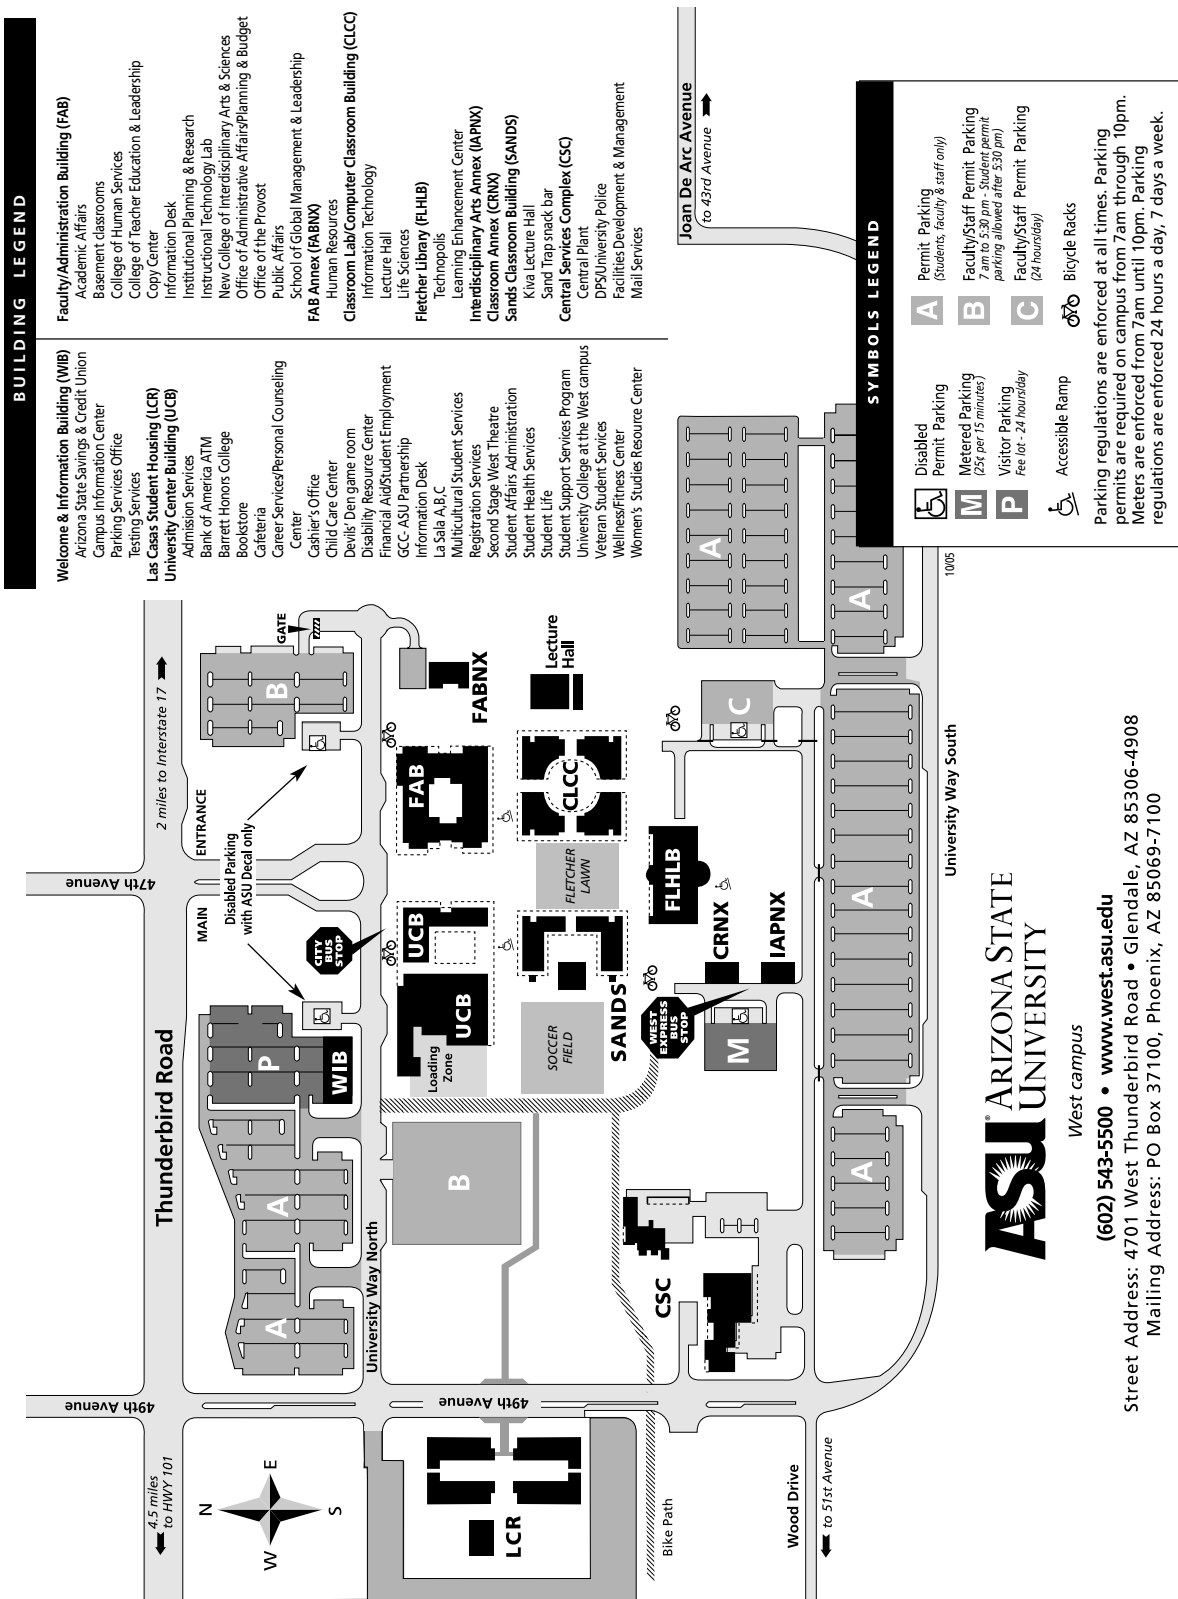 BUILDING LEGEND
Welcome & Information Building (WIB)
Arizona State Savings & Credit Union
Campus Information Center
Parking Services Office
Testing Services
Las Casas Student Housing (LCR)
University Center Building (UCB)
Admission Services
Bank of America ATM
Barrett Honors College
Bookstore
Cafeteria
Career Services/Personal Counseling
Center
Cashier's Office
Child Care Center
Devils' Den game room
Disability Resource Center
Financial Aid/Student Employment
GCC- ASU Partnership
Information Desk
La Sala A,B,C
Multicultural Student Services
Registration Services
Second Stage West Theatre
Student Affairs Administration
Student Health Services
Student Life
Student Support Services Program
University College at the West campus
Veteran Student Services
Wellness/Fitness Center
Women's Studies Resource Center
Faculty/Administration Building (FAB)
Academic Affairs
Basement classrooms
College of Human Services
College of Teacher Education & Leadership
Copy Center
Information Desk
Institutional Planning & Research
Instructional Technology Lab
New College of Interdisciplinary Arts & Sciences
Office of Administrative Affairs/Planning & Budget
Office of the Provost
Public Affairs
School of Global Management & Leadership
FAB Annex (FABNX)
Human Resources
Classroom Lab/Computer Classroom Building (CLCC)
Information Technology
Lecture Hall
Life Sciences
Fletcher Library (FLHLB)
Technopolis
Learning Enhancement Center
Interdisciplinary Arts Annex (IAPNX)
Classroom Annex (CRNX)
Sands Classroom Building (SANDS)
Kiva Lecture Hall
Sand Trap snack bar
Central Services Complex (CSC)
Central Plant
DPS/University Police
Facilities Development & Management
Mail Services
4.5 miles
to HWY 101
49th Avenue
Thunderbird Road
47th Avenue
2 miles to Interstate 17
N
W
E
S
MAIN
ENTRANCE
Disabled Parking
with ASU Decal only
GATE
A
A
P
B
WIB
CITY
BUS
STOP
University Way North
B
Loading
Zone
UCB
UCB
FAB
FABNX
49th Avenue
LCR
SOCCER
FIELD
SANDS
FLETCHER
LAWN
CLCC
Lecture
Hall
Bike Path
CSC
WEST
EXPRESS
BUS
STOP
M
CRNX
IAPNX
FLHLB
C
A
A
A
A
Wood Drive
to 51st Avenue
University Way South
Joan De Arc Avenue
to 43rd Avenue
10/05
SYMBOLS LEGEND
Disabled
Permit Parking
M Metered Parking
(25¢ per 15 minutes)
P Visitor Parking
Fee lot - 24 hours/day
Accessible Ramp
A Permit Parking
(Students, faculty & staff only)
B Faculty/Staff Permit Parking
7 am to 5:30 pm - Student permit
parking allowed after 5:30 pm)
C Faculty/Staff Permit Parking
(24 hours/day)
Bicycle Racks
Parking regulations are enforced at all times. Parking
permits are required on campus from 7am through 10pm.
Meters are enforced from 7am until 10pm. Parking
regulations are enforced 24 hours a day, 7 days a week.
ASU® ARIZONA STATE
UNIVERSITY
West campus
(602) 543-5500 • www.west.asu.edu
Street Address: 4701 West Thunderbird Road • Glendale, AZ 85306-4908
Mailing Address: PO Box 37100, Phoenix, AZ 85069-7100